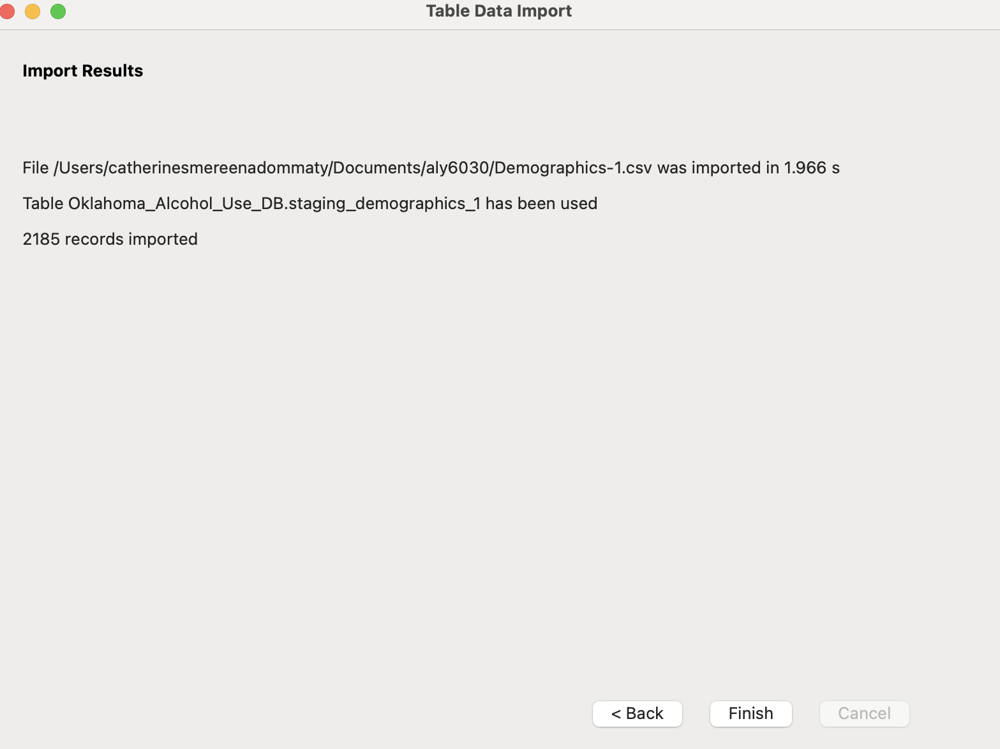 Table Data Import
Import Results
File /Users/catherinesmereenadommaty/Documents/aly6030/Demographics-1.csv was imported in 1.966 s
Table Oklahoma_Alcohol_Use_DB.staging_demographics_1 has been used
2185 records imported
< Back
Finish
Cancel